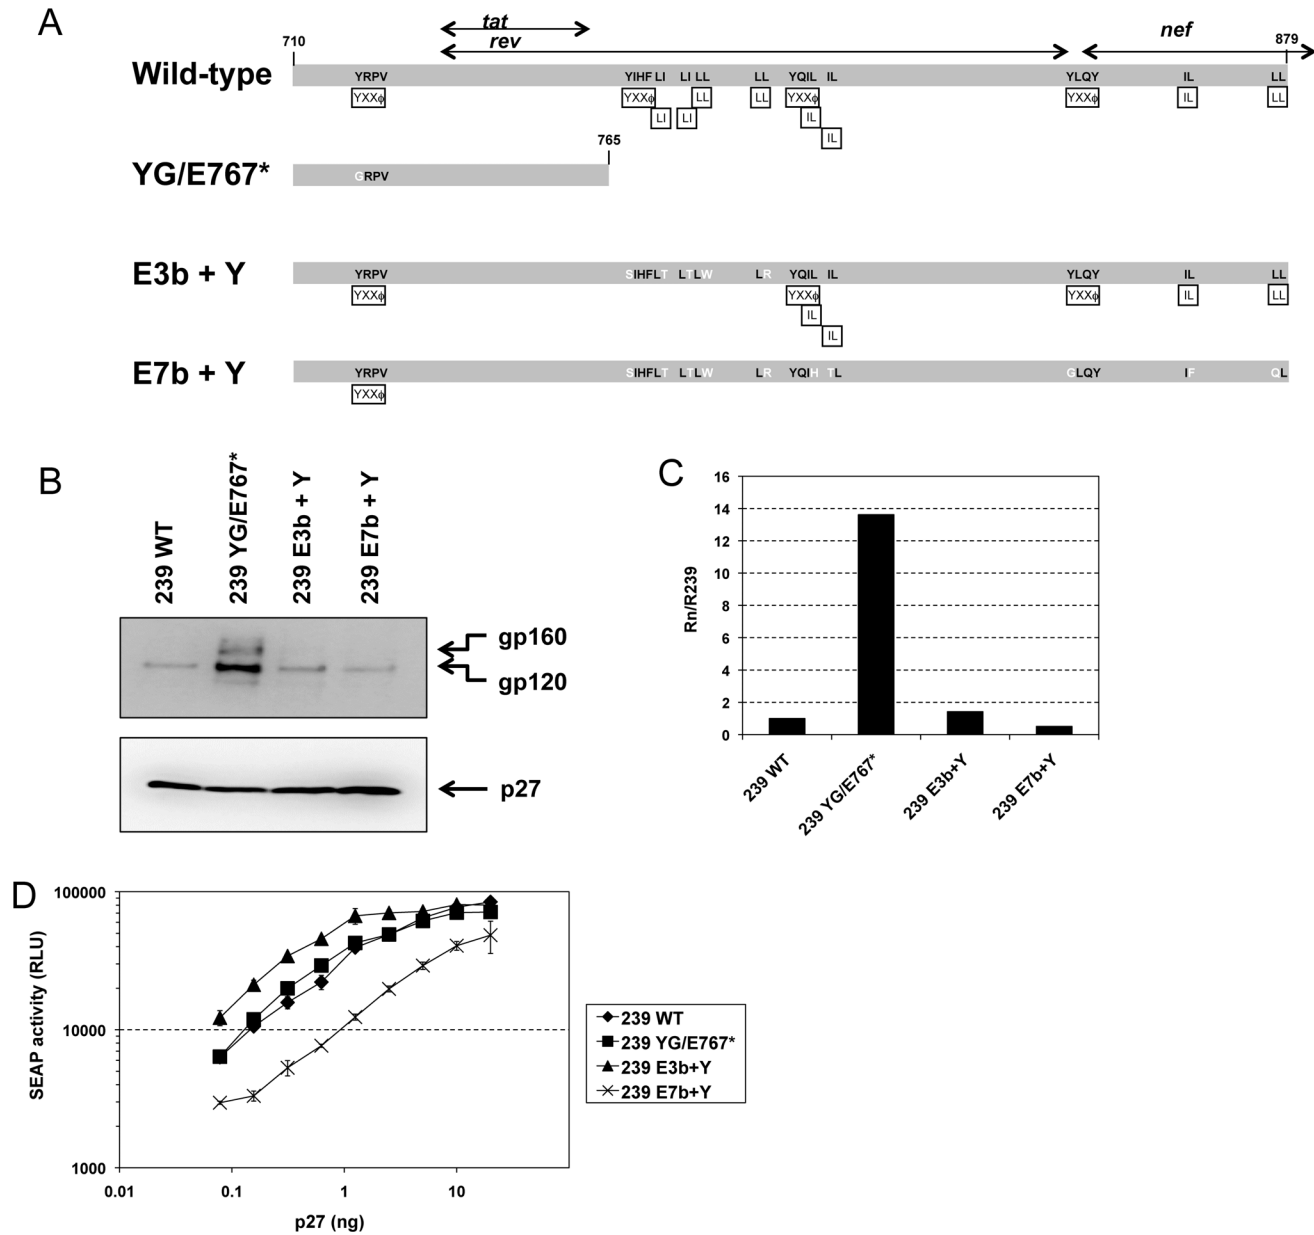 A
tat
rev
nef
710
879
Wild-type
YRPV YIHF LI LI LL LL YQIL IL YLQY IL LL
YXXϕ YXXϕ LL LL YXXϕ YXXϕ IL LL
LI LI IL
IL
765
YG/E767*
GRPV
E3b + Y
YRPV SIHFLT LTLW LR YQIL IL YLQY IL LL
YXXϕ YXXϕ YXXϕ IL LL
IL
IL
E7b + Y
YRPV SIHFLT LTLW LR YQIH TL GLQY IF QL
YXXϕ
B
239 WT
239 YG/E767*
239 E3b + Y
239 E7b + Y
gp160
gp120
p27
C
Rn/R239
16
14
12
10
8
6
4
2
0
239 WT
239 YG/E767*
239 E3b+Y
239 E7b+Y
D
SEAP activity (RLU)
100000
10000
1000
0.01 0.1 1 10
p27 (ng)
239 WT
239 YG/E767*
239 E3b+Y
239 E7b+Y